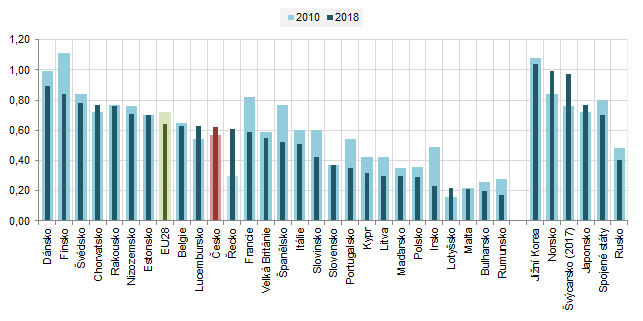 2010 2018
1,20
1,00
0,80
0,60
0,40
0,20
0,00
Dánsko
Finsko
Švédsko
Chorvatsko
Rakousko
Nizozemsko
Estonsko
EU28
Belgie
Lucembursko
Česko
Řecko
Francie
Velká Británie
Španělsko
Itálie
Slovinsko
Slovensko
Portugalsko
Kypr
Litva
Maďarsko
Polsko
Irsko
Lotyšsko
Malta
Bulharsko
Rumunsko
Jižní Korea
Norsko
Švýcarsko (2017)
Japonsko
Spojené státy
Rusko